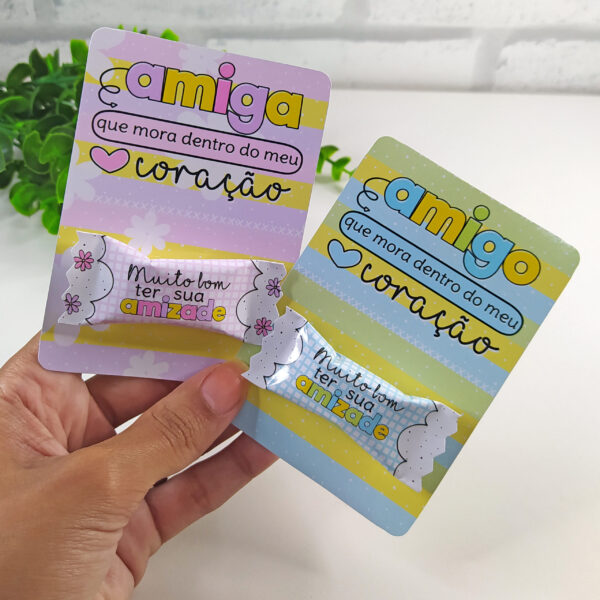 amiga
que mora dentro do meu
coração
Muito bom
ter sua
amizade
amigo
que mora dentro do meu
coração
Muito bom
ter sua
amizade